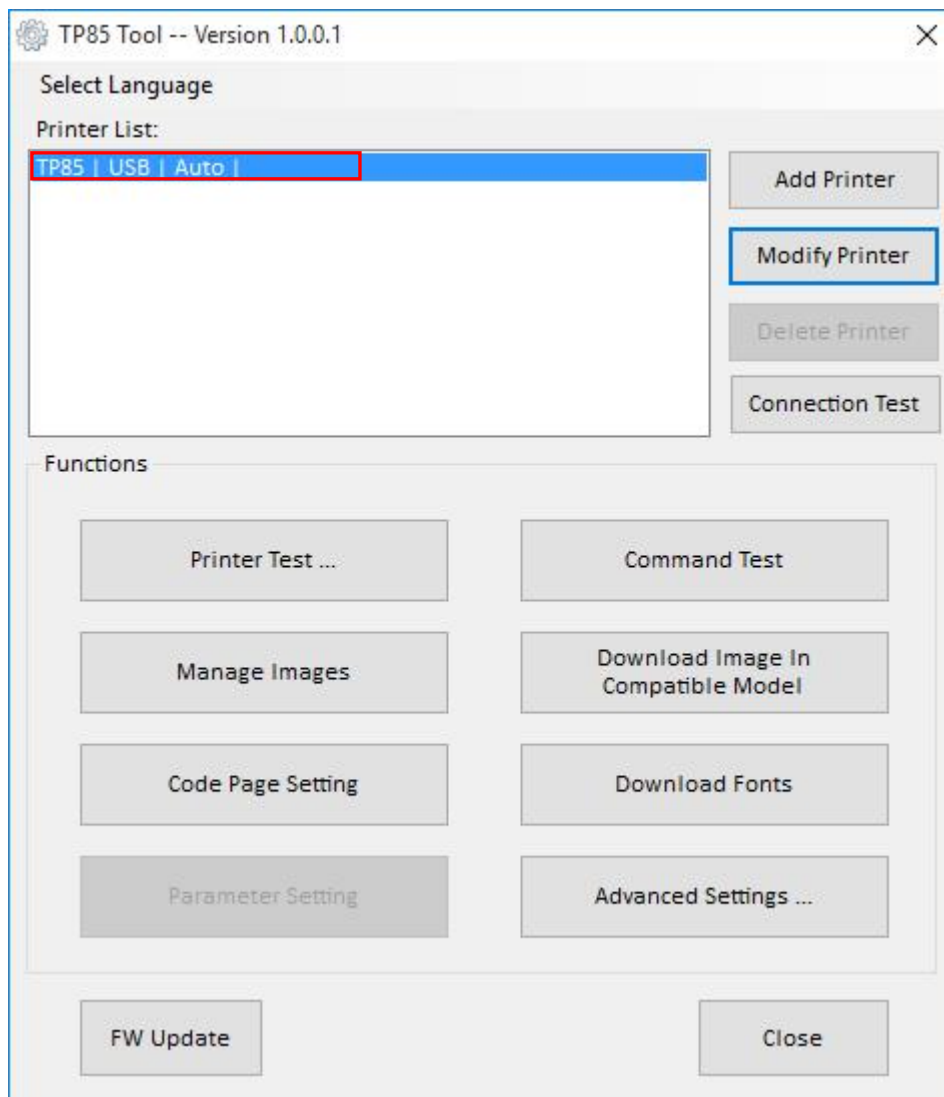 TP85 Tool -- Version 1.0.0.1
Select Language
Printer List:
TP85 | USB | Auto |
Add Printer
Modify Printer
Delete Printer
Connection Test
Functions
Printer Test ...
Command Test
Manage Images
Download Image In
Compatible Model
Code Page Setting
Download Fonts
Parameter Setting
Advanced Settings ...
FW Update
Close